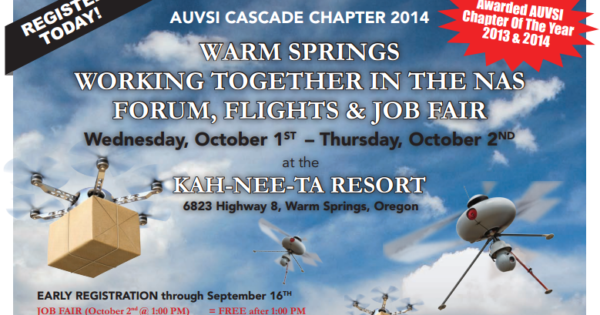 REGISTER
TODAY!
AUVSI CASCADE CHAPTER 2014
Awarded AUVSI
Chapter Of The Year
2013 & 2014
WARM SPRINGS
WORKING TOGETHER IN THE NAS
FORUM, FLIGHTS & JOB FAIR
Wednesday, October 1ST – Thursday, October 2ND
at the
KAH-NEE-TA RESORT
6823 Highway 8, Warm Springs, Oregon
EARLY REGISTRATION through September 16TH
JOB FAIR (October 2nd @ 1:00 PM) = FREE after 1:00 PM